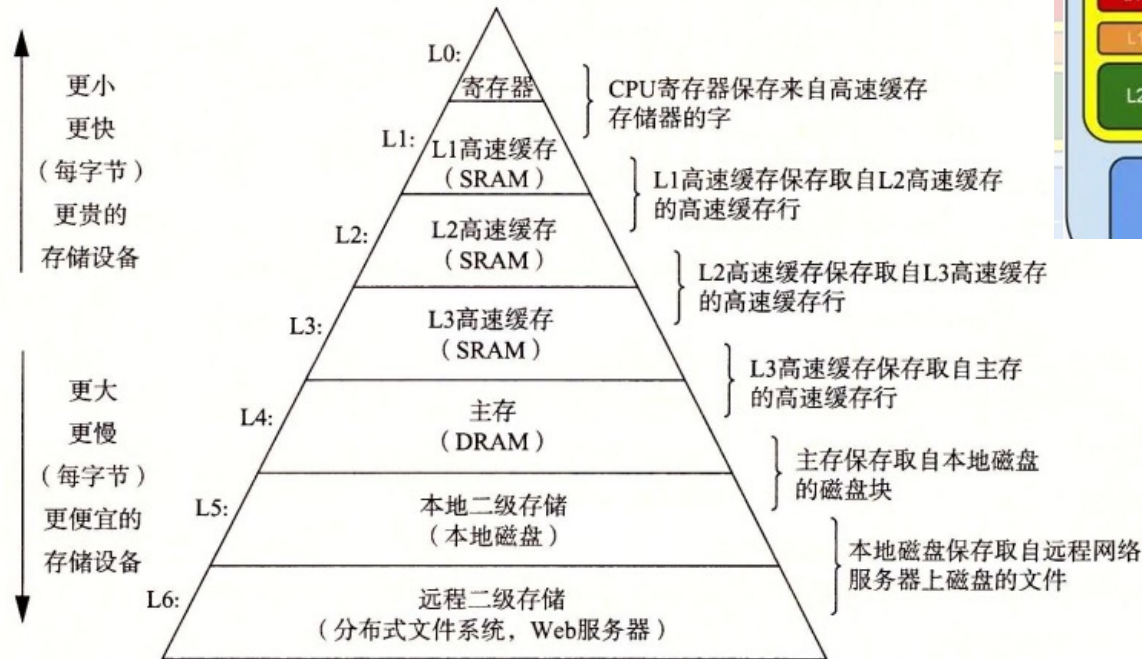 更小
更快
（每字节）
更贵的
存储设备
更大
更慢
（每字节）
更便宜的
存储设备
L0:
寄存器
CPU寄存器保存来自高速缓存
存储器的字
L1:
L1高速缓存
（SRAM）
L1高速缓存保存取自L2高速缓存
的高速缓存行
L2:
L2高速缓存
（SRAM）
L2高速缓存保存取自L3高速缓存
的高速缓存行
L3:
L3高速缓存
（SRAM）
L3高速缓存保存取自主存
的高速缓存行
L4:
主存
（DRAM）
主存保存取自本地磁盘
的磁盘块
L5:
本地二级存储
（本地磁盘）
本地磁盘保存取自远程网络
服务器上磁盘的文件
L6:
远程二级存储
（分布式文件系统，Web服务器）
L1
L2